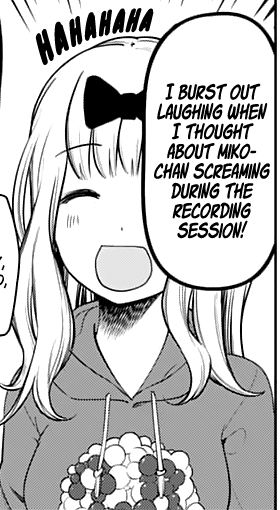 HAHAHAHA
I BURST OUT
LAUGHING WHEN
I THOUGHT
ABOUT MIKO-
CHAN SCREAMING
DURING THE
RECORDING
SESSION!